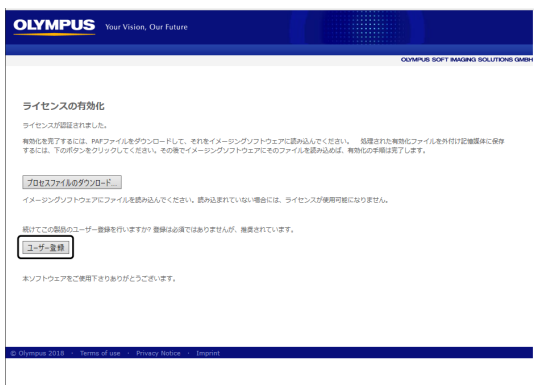 OLYMPUS Your Vision, Our Future
OLYMPUS SOFT IMAGING SOLUTIONS GMBH
ライセンスの有効化
ライセンスが認証されました。
有効化を完了するには、PAFファイルをダウンロードして、それをイメージングソフトウェアに読み込んでください。 処理された有効化ファイルを外付け記憶媒体に保存
するには、下のボタンをクリックしてください。その後でイメージングソフトウェアにそのファイルを読み込めば、有効化の手順は完了します。
プロセスファイルのダウンロード...
イメージングソフトウェアにファイルを読み込んでください。読み込まれていない場合には、ライセンスが使用可能になりません。
続けてこの製品のユーザー登録を行いますか? 登録は必須ではありませんが、推奨されています。
ユーザー登録
本ソフトウェアをご使用下さりありがとうございます。
© Olympus 2018 · Terms of use · Privacy Notice · Imprint